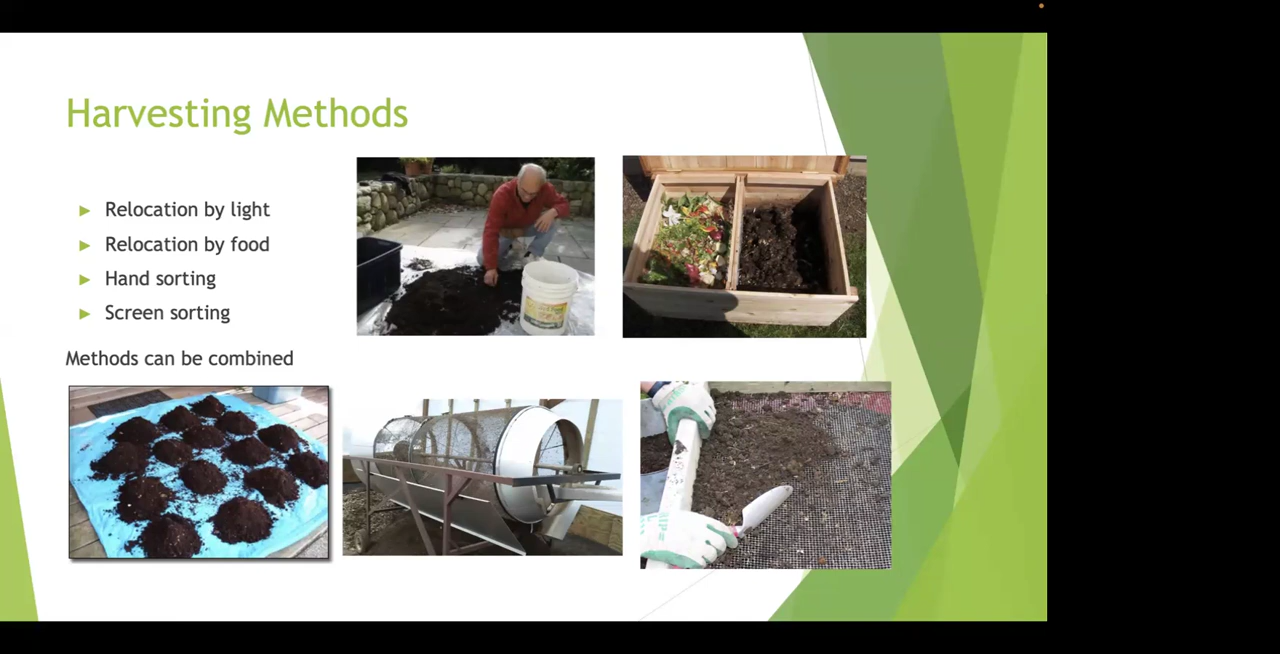 Harvesting Methods
Relocation by light
Relocation by food
Hand sorting
Screen sorting
Methods can be combined